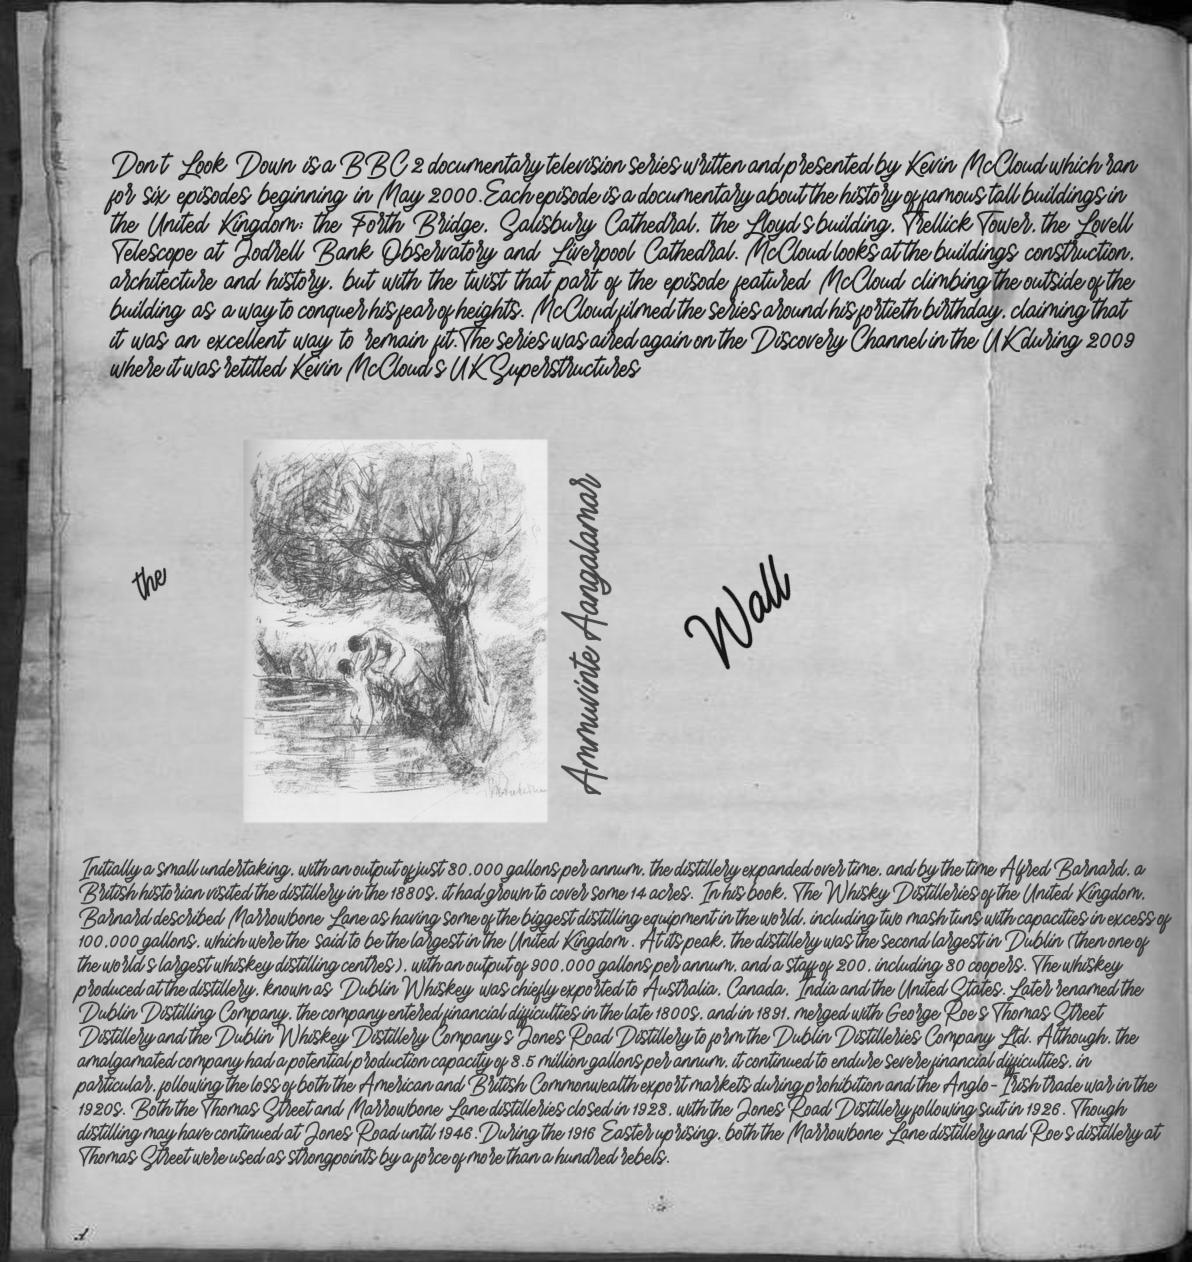 Don t Look Down is a BBC 2 documentary television series written and presented by Kevin McCloud which ran
for six episodes beginning in May 2000. Each episode is a documentary about the history of famous tall buildings in
the United Kingdom: the Forth Bridge, Salisbury Cathedral, the Lloyd s building, Trellick Tower, the Lovell
Telescope at Jodrell Bank Observatory and Liverpool Cathedral. McCloud looks at the buildings construction,
architecture and history, but with the twist that part of the episode featured McCloud climbing the outside of the
building as a way to conquer his fear of heights. McCloud filmed the series around his fortieth birthday, claiming that
it was an excellent way to remain fit. The series was aired again on the Discovery Channel in the UK during 2009
where it was retitled Kevin McCloud s UK Superstructures
the
Ammuvinte Aangalamar
Wall
Initially a small undertaking, with an output of just 30,000 gallons per annum, the distillery expanded over time, and by the time Alfred Barnard, a
British historian visited the distillery in the 1880s, it had grown to cover some 14 acres. In his book, The Whisky Distilleries of the United Kingdom,
Barnard described Marrowbone Lane as having some of the biggest distilling equipment in the world, including two mash tuns with capacities in excess of
100,000 gallons, which were the said to be the largest in the United Kingdom . At its peak, the distillery was the second largest in Dublin (then one of
the world s largest whiskey distilling centres), with an output of 900,000 gallons per annum, and a staff of 200, including 30 coopers. The whiskey
produced at the distillery, known as Dublin Whiskey was chiefly exported to Australia, Canada, India and the United States. Later renamed the
Dublin Distilling Company, the company entered financial difficulties in the late 1800s, and in 1891, merged with George Roe s Thomas Street
Distillery and the Dublin Whiskey Distillery Company s Jones Road Distillery to form the Dublin Distilleries Company Ltd. Although, the
amalgamated company had a potential production capacity of 3.5 million gallons per annum, it continued to endure severe financial difficulties, in
particular, following the loss of both the American and British Commonwealth export markets during prohibition and the Anglo-Irish trade war in the
1920s. Both the Thomas Street and Marrowbone Lane distilleries closed in 1923, with the Jones Road Distillery following suit in 1926. Though
distilling may have continued at Jones Road until 1946. During the 1916 Easter uprising, both the Marrowbone Lane distillery and Roe s distillery at
Thomas Street were used as strongpoints by a force of more than a hundred rebels.